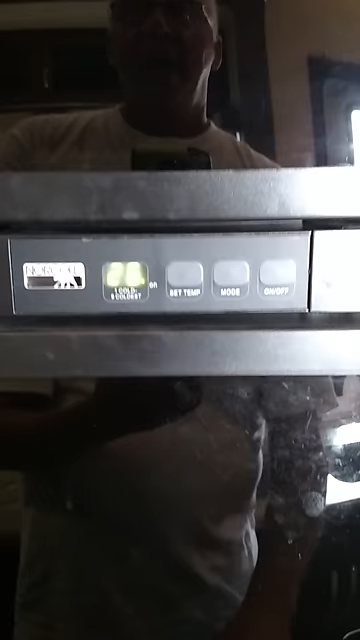 NORCOLD
on
1 COLD-
9 COLDEST
SET TEMP
MODE
ON/OFF